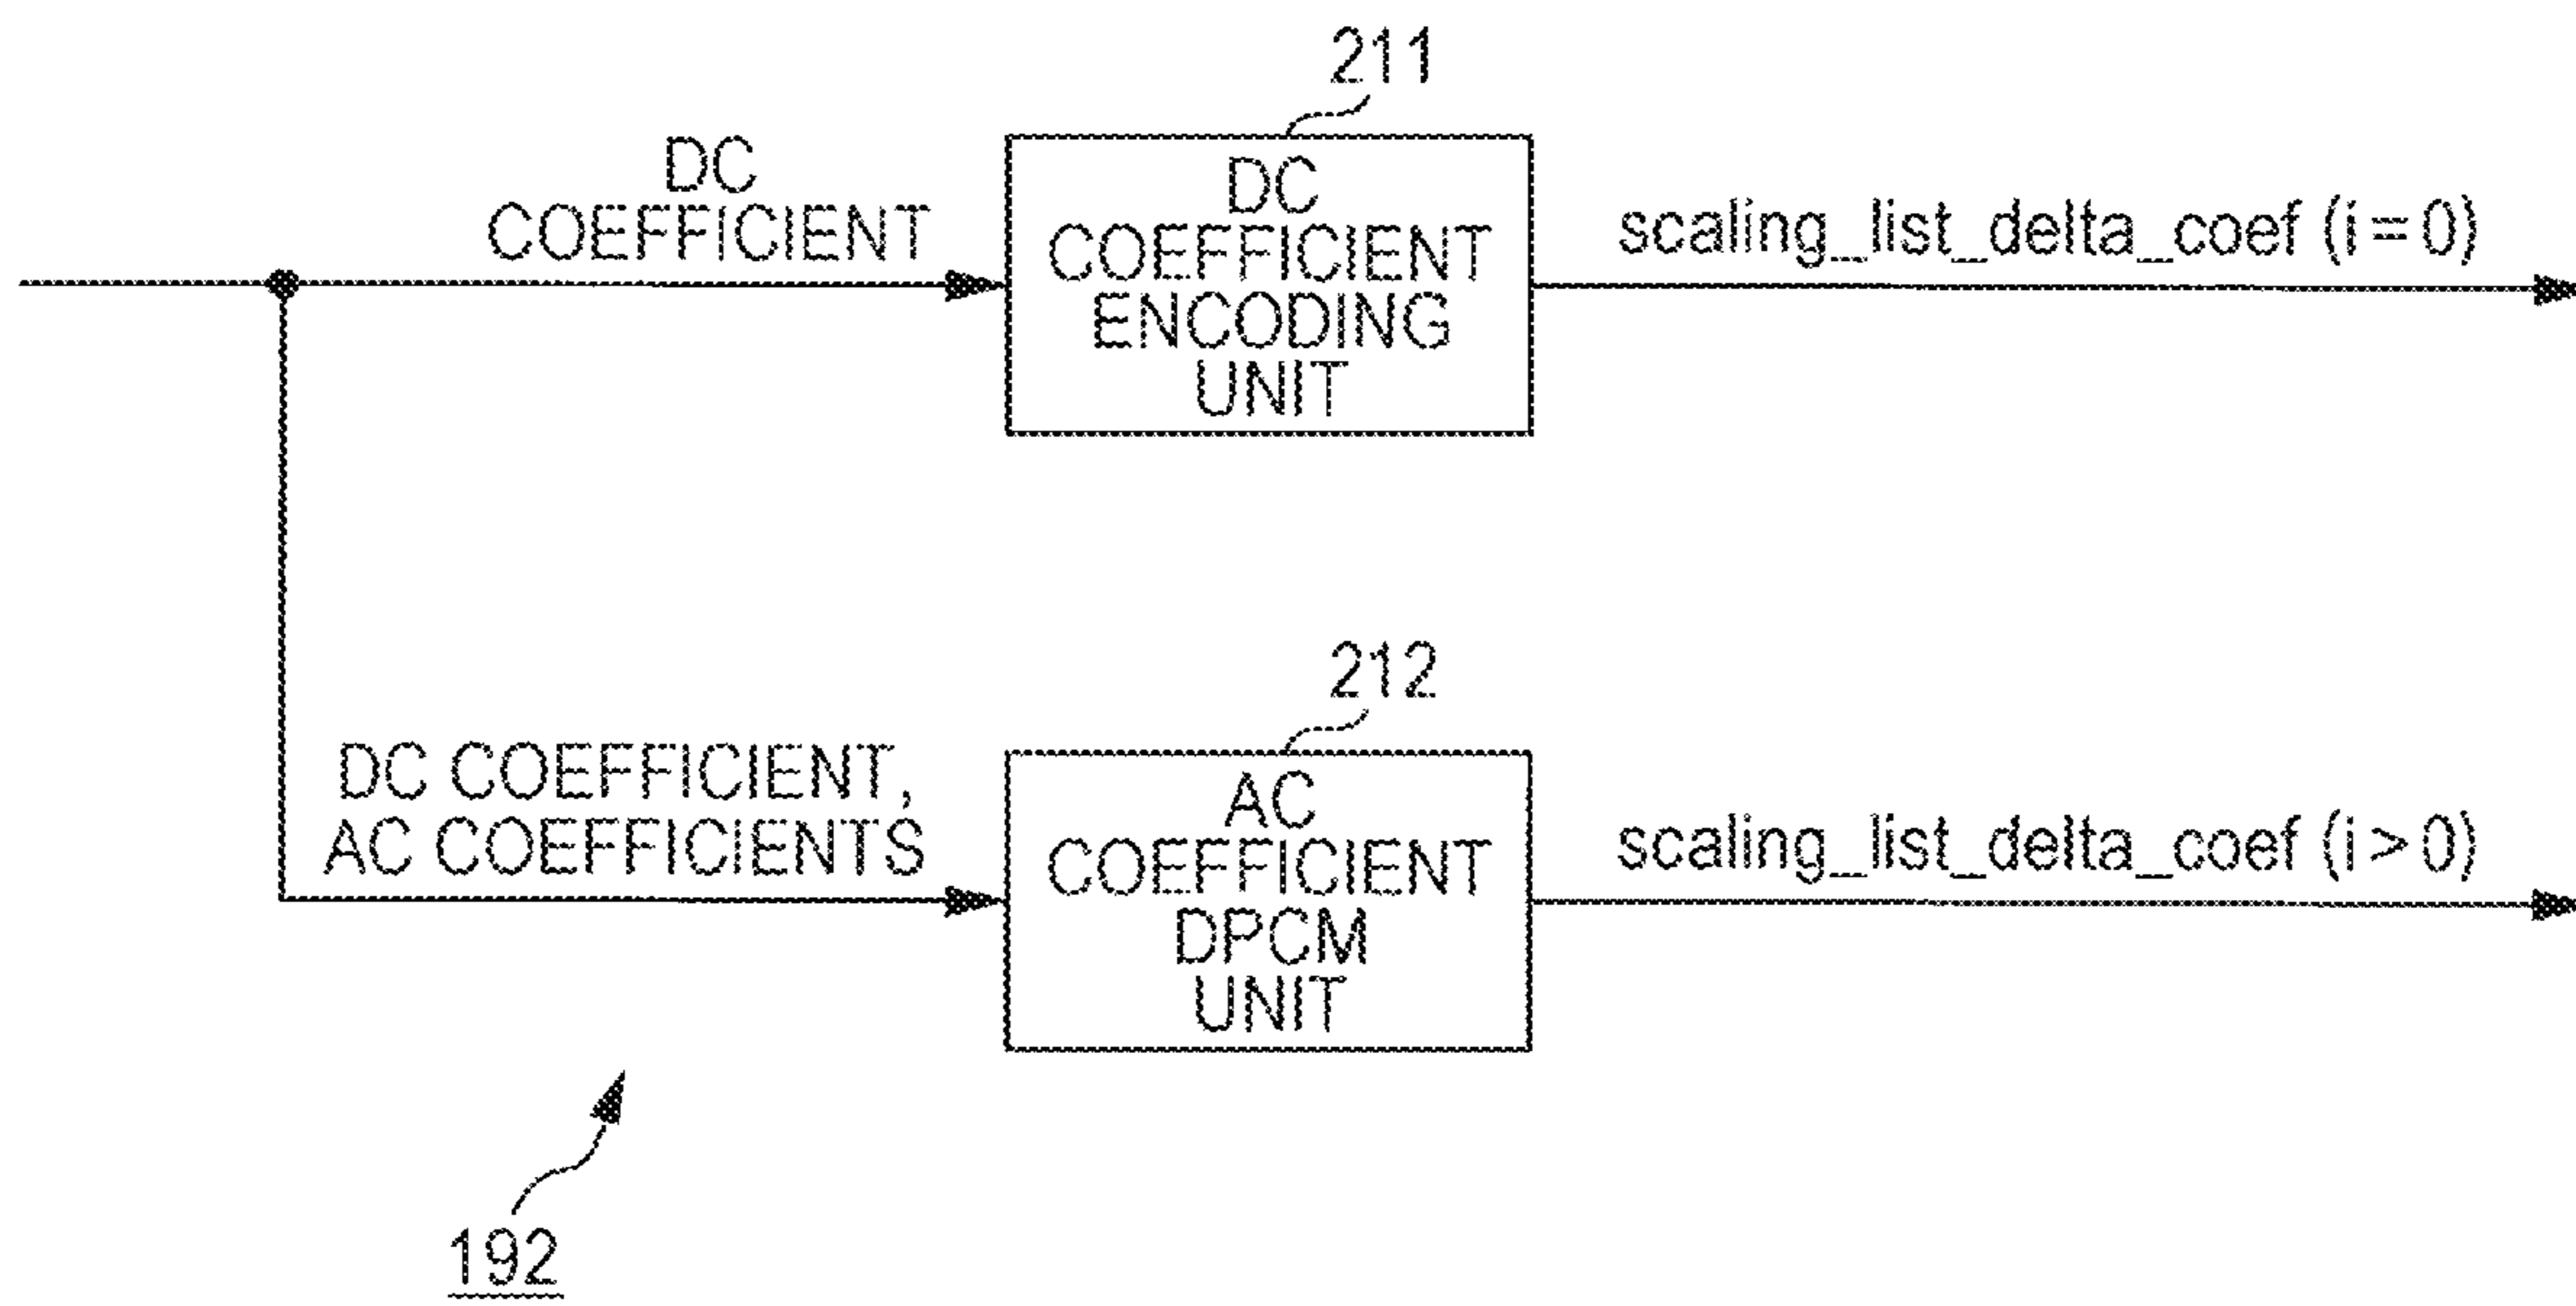 211
DC
COEFFICIENT
DC
COEFFICIENT
ENCODING
UNIT
scaling_list_delta_coef (i = 0)
212
DC COEFFICIENT,
AC COEFFICIENTS
AC
COEFFICIENT
DPCM
UNIT
scaling_list_delta_coef (i > 0)
192